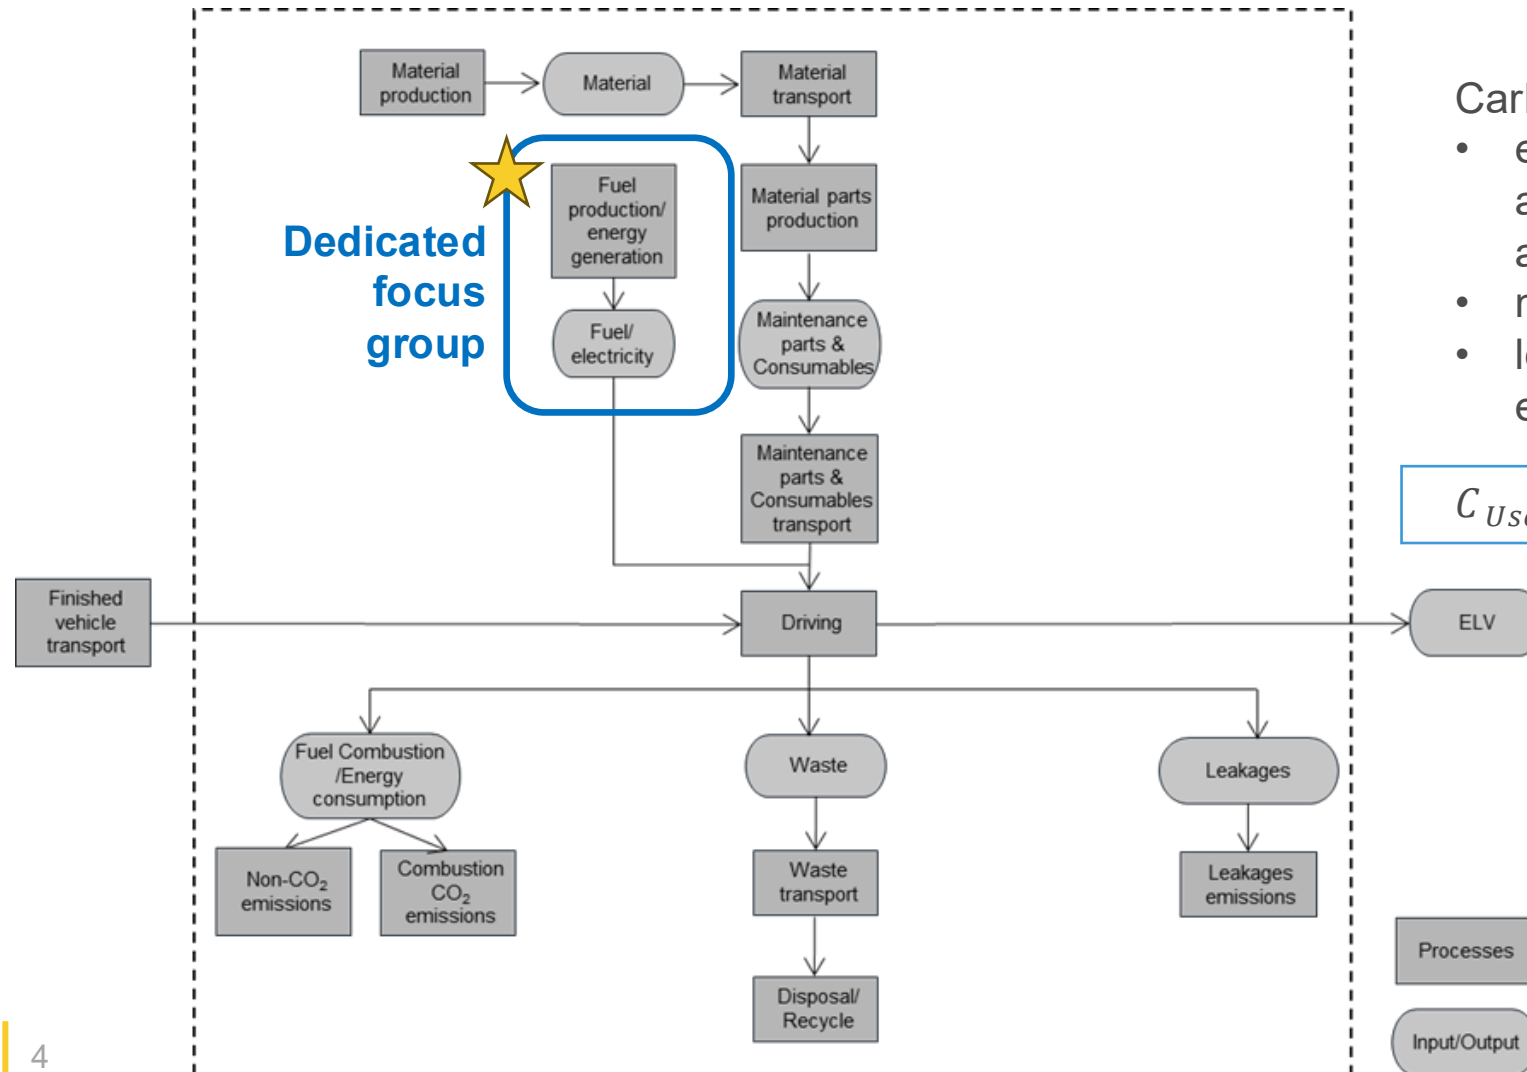 Material
production
Material
Material
transport
Fuel
production/
energy
generation
Material parts
production
Dedicated
focus
group
Fuel/
electricity
Maintenance
parts &
Consumables
Maintenance
parts &
Consumables
transport
Finished
vehicle
transport
Driving
ELV
Fuel Combustion
/Energy
consumption
Waste
Leakages
Non-CO₂
emissions
Combustion
CO₂
emissions
Waste
transport
Leakages
emissions
Disposal/
Recycle
Processes
Input/Output
4